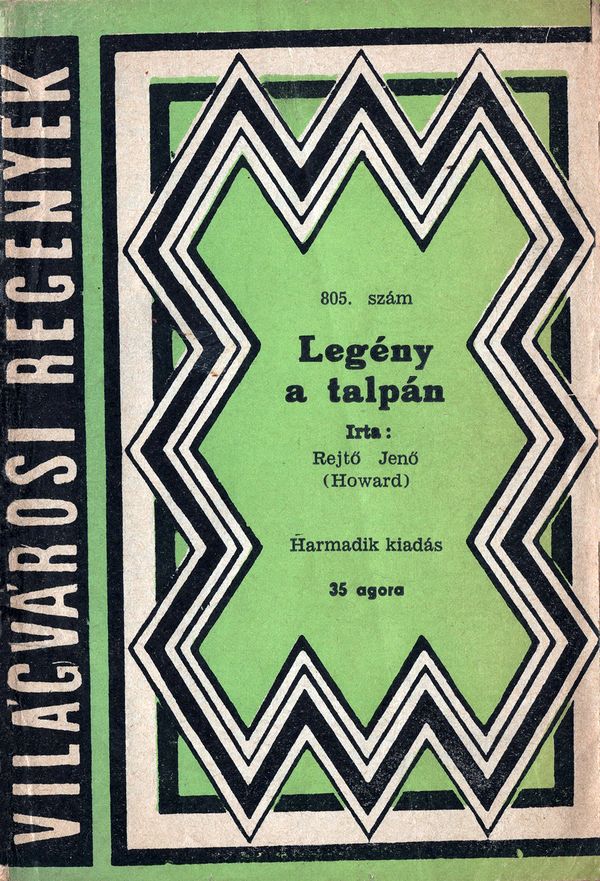 VILÁGVÁROSI REGÉNYEK
805. szám
Legény
a talpán
Irta:
Rejtő Jenő
(Howard)
Harmadik kiadás
35 agora